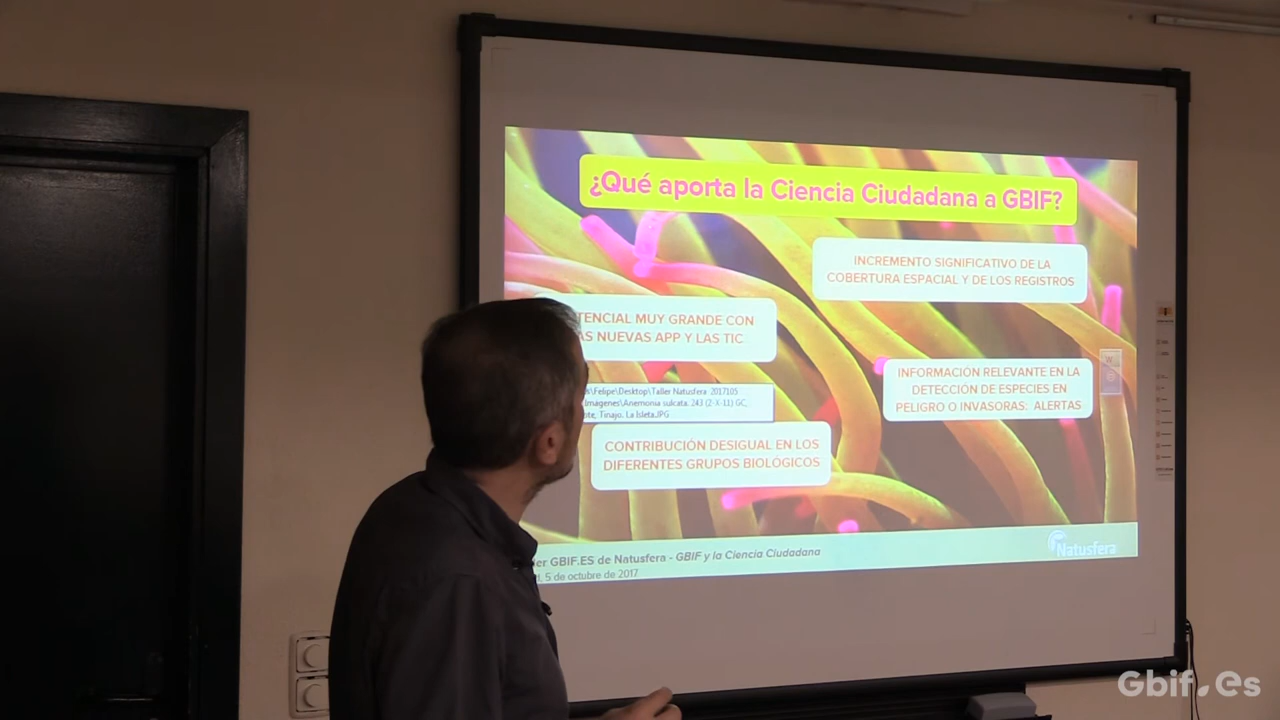 ¿Qué aporta la Ciencia Ciudadana a GBIF?
INCREMENTO SIGNIFICATIVO DE LA
COBERTURA ESPACIAL Y DE LOS REGISTROS
TENCIAL MUY GRANDE CON
AS NUEVAS APP Y LAS TIC
INFORMACIÓN RELEVANTE EN LA
DETECCIÓN DE ESPECIES EN
PELIGRO O INVASORAS: ALERTAS
\Felipe\Desktop\Taller Natusfera 2017105
Imagenes\Anemonia sulcata. 243 (2-X-11) GC,
te, Tinajo. La Isleta.JPG
CONTRIBUCIÓN DESIGUAL EN LOS
DIFERENTES GRUPOS BIOLÓGICOS
ler GBIF.ES de Natusfera - GBIF y la Ciencia Ciudadana
5 de octubre de 2017
Natusfera
Gbif.es